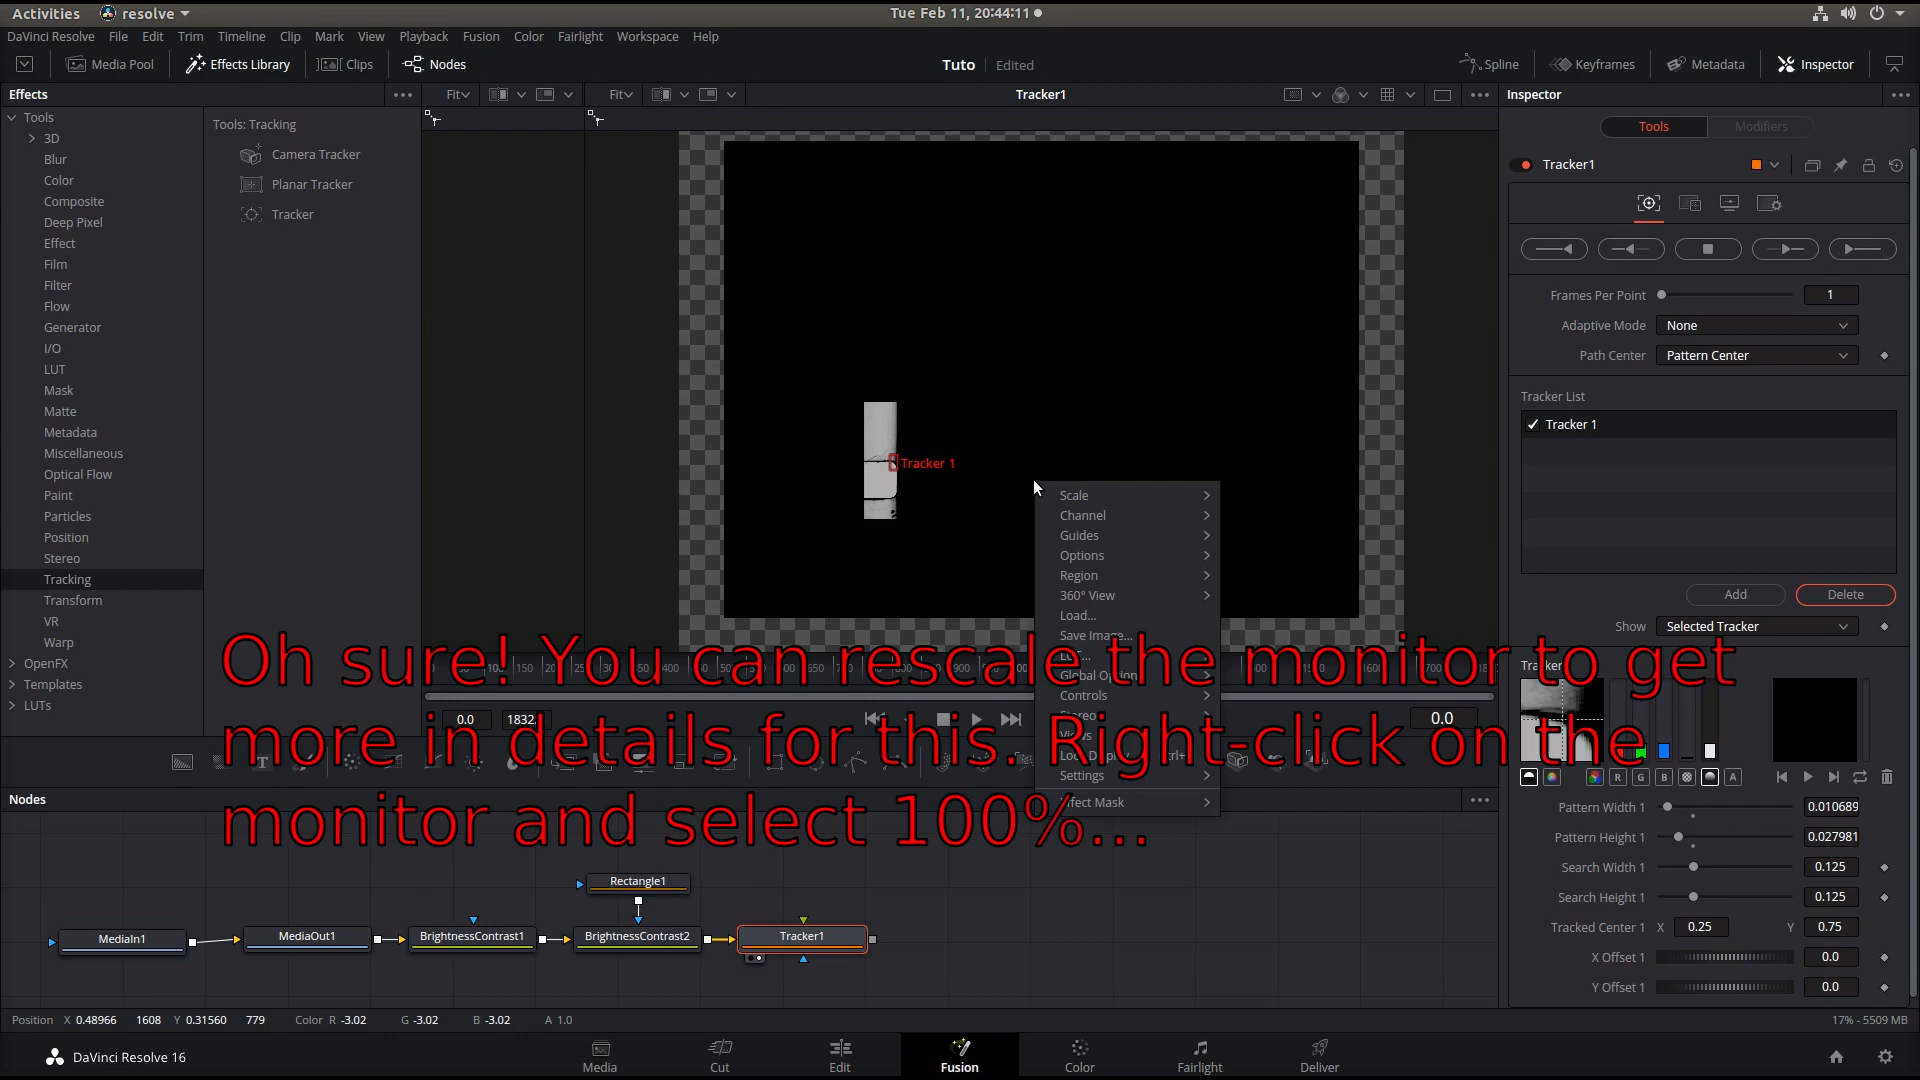 Activities resolve Tue Feb 11, 20:44:11
DaVinci Resolve File Edit Trim Timeline Clip Mark View Playback Fusion Color Fairlight Workspace Help
Media Pool Effects Library Clips Nodes Tuto Edited Spline Keyframes Metadata Inspector
Effects Fit Fit Tracker1 Inspector
Tools
3D
Blur
Color
Composite
Deep Pixel
Effect
Film
Filter
Flow
Generator
I/O
LUT
Mask
Matte
Metadata
Miscellaneous
Optical Flow
Paint
Particles
Position
Stereo
Tracking
Transform
VR
Warp
OpenFX
Templates
LUTs
Tools: Tracking
Camera Tracker
Planar Tracker
Tracker
Tracker 1
Scale
Channel
Guides
Options
Region
360° View
Load...
Save Image...
Controls
Settings
Oh sure! You can rescale the monitor to get
more in details for this. Right-click on the
monitor and select 100%...
0.0 0.0
Tools Modifiers
Tracker1
Frames Per Point 1
Adaptive Mode None
Path Center Pattern Center
Tracker List
Tracker 1
Add Delete
Show Selected Tracker
R G B A
Pattern Width 1 0.010689
Pattern Height 1 0.027981
Search Width 1 0.125
Search Height 1 0.125
Tracked Center 1 X 0.25 Y 0.75
X Offset 1 0.0
Y Offset 1 0.0
Nodes
Rectangle1
MediaIn1 MediaOut1 BrightnessContrast1 BrightnessContrast2 Tracker1
Position X 0.48966 1608 Y 0.31560 779 Color R -3.02 G -3.02 B -3.02 A 1.0 17% - 5509 MB
DaVinci Resolve 16 Media Cut Edit Fusion Color Fairlight Deliver